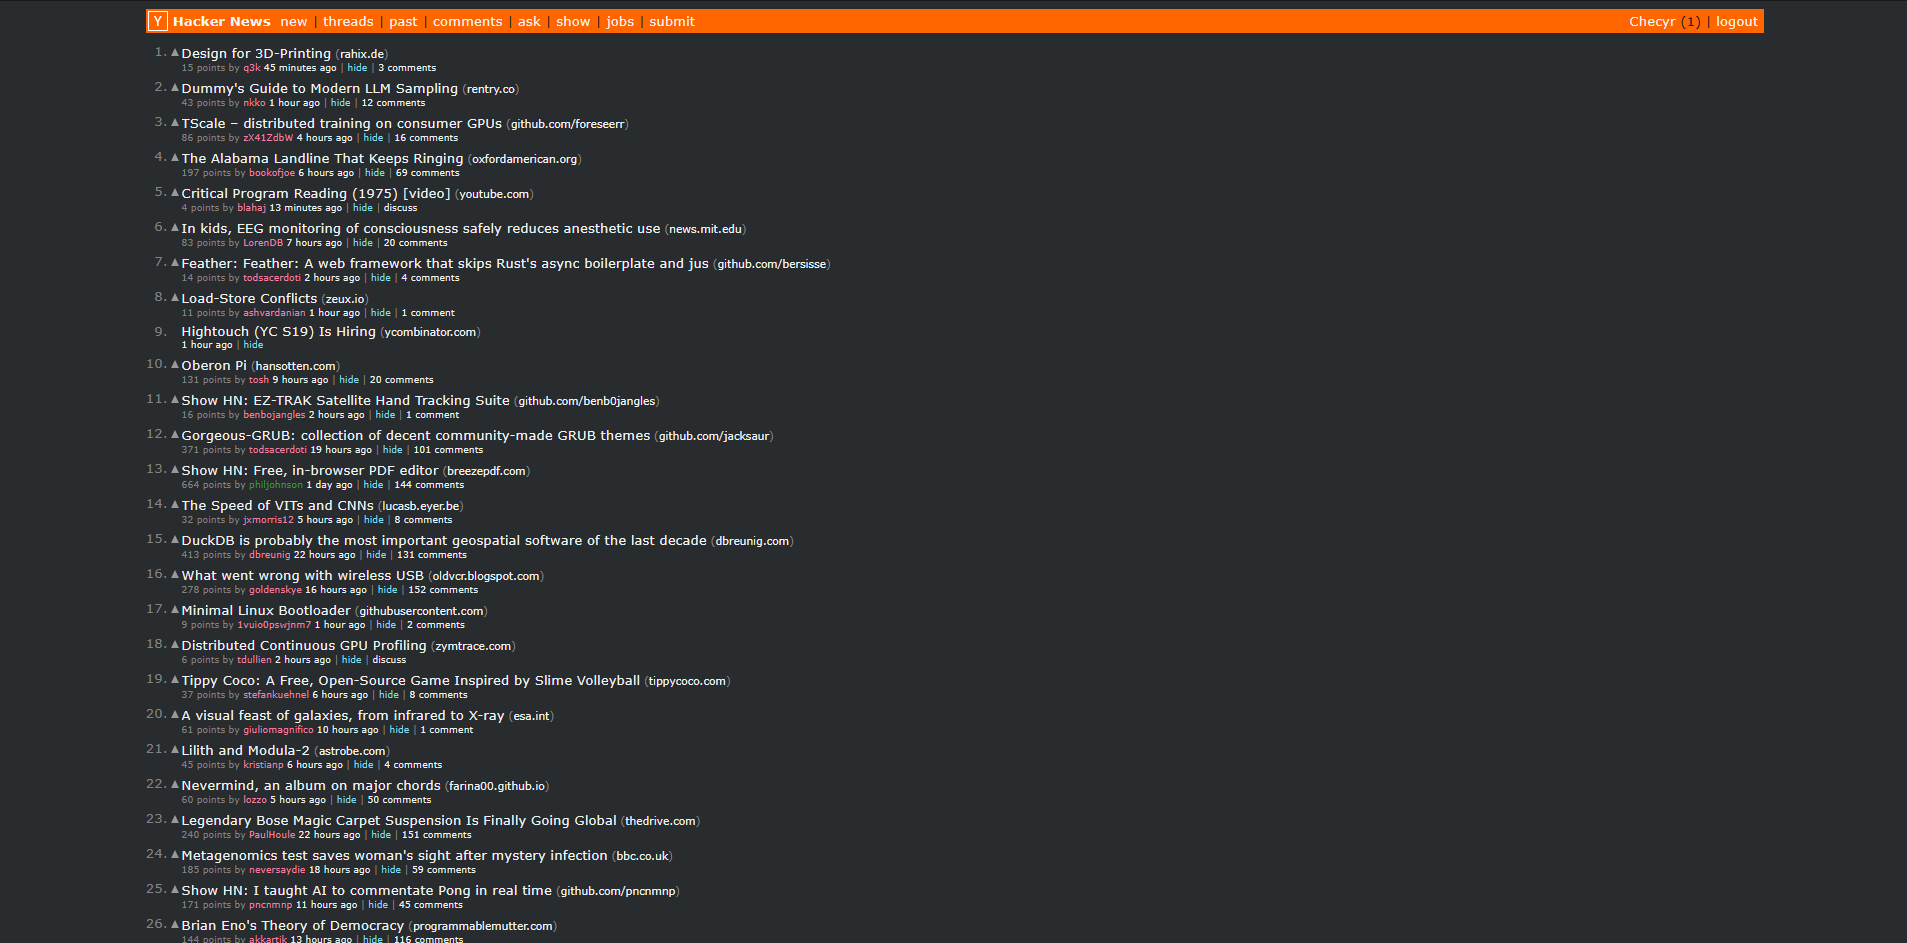 Y Hacker News new | threads | past | comments | ask | show | jobs | submit Checyr (1) | logout
1. Design for 3D-Printing (rahix.de)
15 points by q3k 45 minutes ago | hide | 3 comments
2. Dummy's Guide to Modern LLM Sampling (rentry.co)
43 points by nkko 1 hour ago | hide | 12 comments
3. TScale – distributed training on consumer GPUs (github.com/foreseerr)
86 points by zX41ZdbW 4 hours ago | hide | 16 comments
4. The Alabama Landline That Keeps Ringing (oxfordamerican.org)
197 points by bookofjoe 6 hours ago | hide | 69 comments
5. Critical Program Reading (1975) [video] (youtube.com)
4 points by blahaj 13 minutes ago | hide | discuss
6. In kids, EEG monitoring of consciousness safely reduces anesthetic use (news.mit.edu)
83 points by LorenDB 7 hours ago | hide | 20 comments
7. Feather: Feather: A web framework that skips Rust's async boilerplate and jus (github.com/bersisse)
14 points by todsacerdoti 2 hours ago | hide | 4 comments
8. Load-Store Conflicts (zeux.io)
11 points by ashvardanian 1 hour ago | hide | 1 comment
9. Hightouch (YC S19) Is Hiring (ycombinator.com)
1 hour ago | hide
10. Oberon Pi (hansotten.com)
131 points by tosh 9 hours ago | hide | 20 comments
11. Show HN: EZ-TRAK Satellite Hand Tracking Suite (github.com/benb0jangles)
16 points by benbojangles 2 hours ago | hide | 1 comment
12. Gorgeous-GRUB: collection of decent community-made GRUB themes (github.com/jacksaur)
371 points by todsacerdoti 19 hours ago | hide | 101 comments
13. Show HN: Free, in-browser PDF editor (breezepdf.com)
664 points by philjohnson 1 day ago | hide | 144 comments
14. The Speed of VITs and CNNs (lucasb.eyer.be)
32 points by jxmorris12 5 hours ago | hide | 8 comments
15. DuckDB is probably the most important geospatial software of the last decade (dbreunig.com)
413 points by dbreunig 22 hours ago | hide | 131 comments
16. What went wrong with wireless USB (oldvcr.blogspot.com)
278 points by goldenskye 16 hours ago | hide | 152 comments
17. Minimal Linux Bootloader (githubusercontent.com)
9 points by 1vuio0pswjnm7 1 hour ago | hide | 2 comments
18. Distributed Continuous GPU Profiling (zymtrace.com)
6 points by tdullien 2 hours ago | hide | discuss
19. Tippy Coco: A Free, Open-Source Game Inspired by Slime Volleyball (tippycoco.com)
37 points by stefankuehnel 6 hours ago | hide | 8 comments
20. A visual feast of galaxies, from infrared to X-ray (esa.int)
61 points by giuliomagnifico 10 hours ago | hide | 1 comment
21. Lilith and Modula-2 (astrobe.com)
45 points by kristianp 6 hours ago | hide | 4 comments
22. Nevermind, an album on major chords (farina00.github.io)
60 points by lozzo 5 hours ago | hide | 50 comments
23. Legendary Bose Magic Carpet Suspension Is Finally Going Global (thedrive.com)
240 points by PaulHoule 22 hours ago | hide | 151 comments
24. Metagenomics test saves woman's sight after mystery infection (bbc.co.uk)
185 points by neversaydie 18 hours ago | hide | 59 comments
25. Show HN: I taught AI to commentate Pong in real time (github.com/pncnmnp)
171 points by pncnmnp 11 hours ago | hide | 45 comments
26. Brian Eno's Theory of Democracy (programmablemutter.com)
144 points by akkartik 13 hours ago | hide | 116 comments